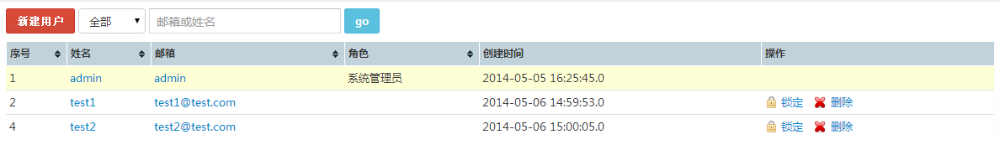 新建用户 全部 邮箱或姓名 go
序号 姓名 邮箱 角色 创建时间 操作
1 admin admin 系统管理员 2014-05-05 16:25:45.0
2 test1 test1@test.com 2014-05-06 14:59:53.0 锁定 删除
4 test2 test2@test.com 2014-05-06 15:00:05.0 锁定 删除